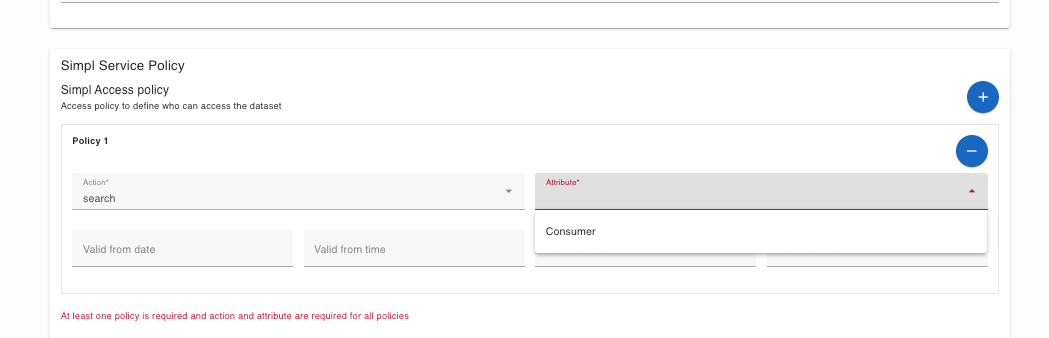 Simpl Service Policy
Simpl Access policy
Access policy to define who can access the dataset
Policy 1
Action*
search
Attribute*
Consumer
Valid from date
Valid from time
At least one policy is required and action and attribute are required for all policies